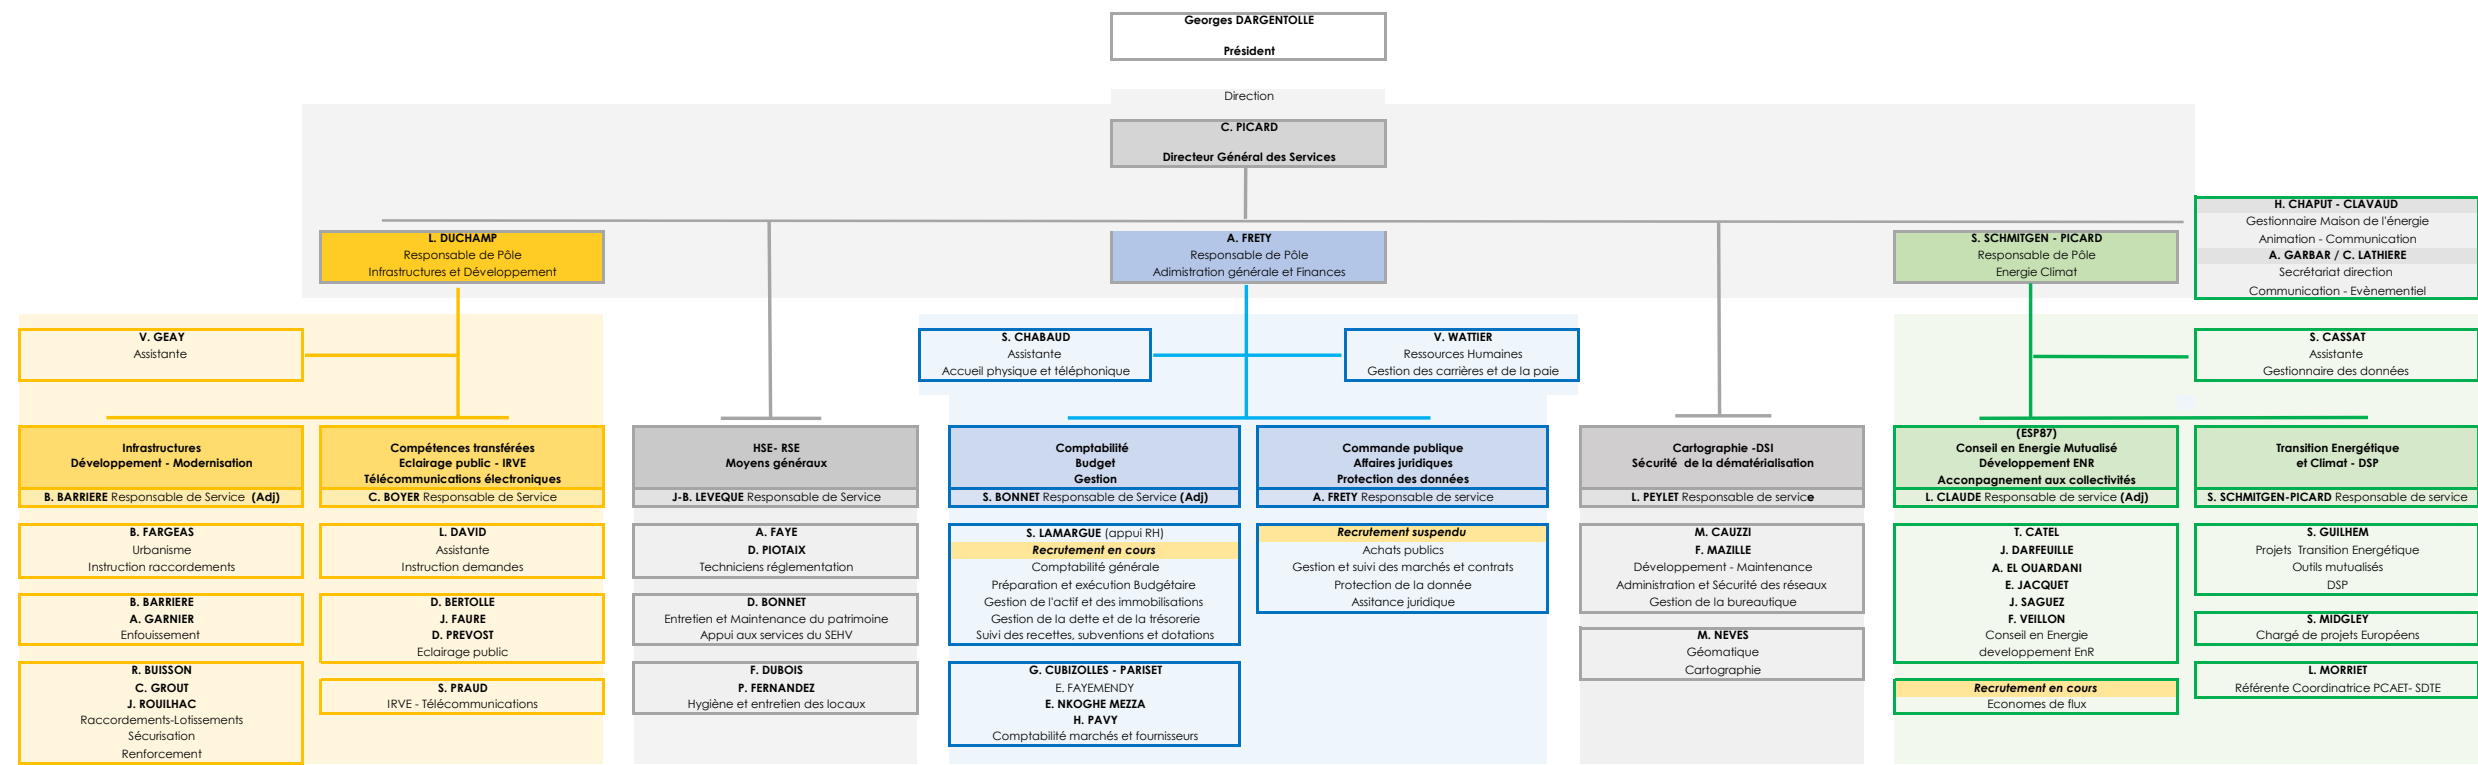 Georges DARGENTOLLE
Président
Direction
C. PICARD
Directeur Général des Services
H. CHAPUT - CLAVAUD
Gestionnaire Maison de l'énergie
Animation - Communication
A. GARBAR / C. LATHIERE
Secrétariat direction
Communication - Evènementiel
L. DUCHAMP
Responsable de Pôle
Infrastructures et Développement
A. FRETY
Responsable de Pôle
Adimistration générale et Finances
S. SCHMITGEN - PICARD
Responsable de Pôle
Energie Climat
V. GEAY
Assistante
S. CHABAUD
Assistante
Accueil physique et téléphonique
V. WATTIER
Ressources Humaines
Gestion des carrières et de la paie
S. CASSAT
Assistante
Gestionnaire des données
Infrastructures
Développement - Modernisation
B. BARRIERE Responsable de Service (Adj)
B. FARGEAS
Urbanisme
Instruction raccordements
B. BARRIERE
A. GARNIER
Enfouissement
R. BUISSON
C. GROUT
J. ROUILHAC
Raccordements-Lotissements
Sécurisation
Renforcement
Compétences transférées
Eclairage public - IRVE
Télécommunications électroniques
C. BOYER Responsable de Service
L. DAVID
Assistante
Instruction demandes
D. BERTOLLE
J. FAURE
D. PREVOST
Eclairage public
S. PRAUD
IRVE - Télécommunications
HSE- RSE
Moyens généraux
J-B. LEVEQUE Responsable de Service
A. FAYE
D. PIOTAIX
Techniciens réglementation
D. BONNET
Entretien et Maintenance du patrimoine
Appui aux services du SEHV
F. DUBOIS
P. FERNANDEZ
Hygiène et entretien des locaux
Comptabilité
Budget
Gestion
S. BONNET Responsable de Service (Adj)
S. LAMARGUE (appui RH)
Recrutement en cours
Comptabilité générale
Préparation et exécution Budgétaire
Gestion de l'actif et des immobilisations
Gestion de la dette et de la trésorerie
Suivi des recettes, subventions et dotations
G. CUBIZOLLES - PARISET
E. FAYEMENDY
E. NKOGHE MEZZA
H. PAVY
Comptabilité marchés et fournisseurs
Commande publique
Affaires juridiques
Protection des données
A. FRETY Responsable de service
Recrutement suspendu
Achats publics
Gestion et suivi des marchés et contrats
Protection de la donnée
Assitance juridique
Cartographie -DSI
Sécurité de la dématérialisation
L. PEYLET Responsable de service
M. CAUZZI
F. MAZILLE
Développement - Maintenance
Administration et Sécurité des réseaux
Gestion de la bureautique
M. NEVES
Géomatique
Cartographie
(ESP87)
Conseil en Energie Mutualisé
Développement ENR
Accompagnement aux collectivités
L. CLAUDE Responsable de service (Adj)
T. CATEL
J. DARFEUILLE
A. EL OUARDANI
E. JACQUET
J. SAGUEZ
F. VEILLON
Conseil en Energie
developpement EnR
Recrutement en cours
Economes de flux
Transition Energétique
et Climat - DSP
S. SCHMITGEN-PICARD Responsable de service
S. GUILHEM
Projets Transition Energétique
Outils mutualisés
DSP
S. MIDGLEY
Chargé de projets Européens
L. MORRIET
Référente Coordinatrice PCAET- SDTE